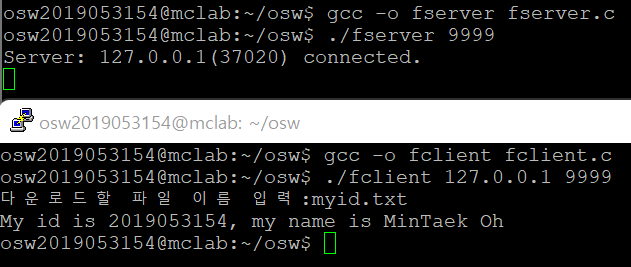 osw2019053154@mclab:~/osw$ gcc -o fserver fserver.c
osw2019053154@mclab:~/osw$ ./fserver 9999
Server: 127.0.0.1(37020) connected.
osw2019053154@mclab: ~/osw
osw2019053154@mclab:~/osw$ gcc -o fclient fclient.c
osw2019053154@mclab:~/osw$ ./fclient 127.0.0.1 9999
다운로드할 파일 이름 입력:myid.txt
My id is 2019053154, my name is MinTaek Oh
osw2019053154@mclab:~/osw$